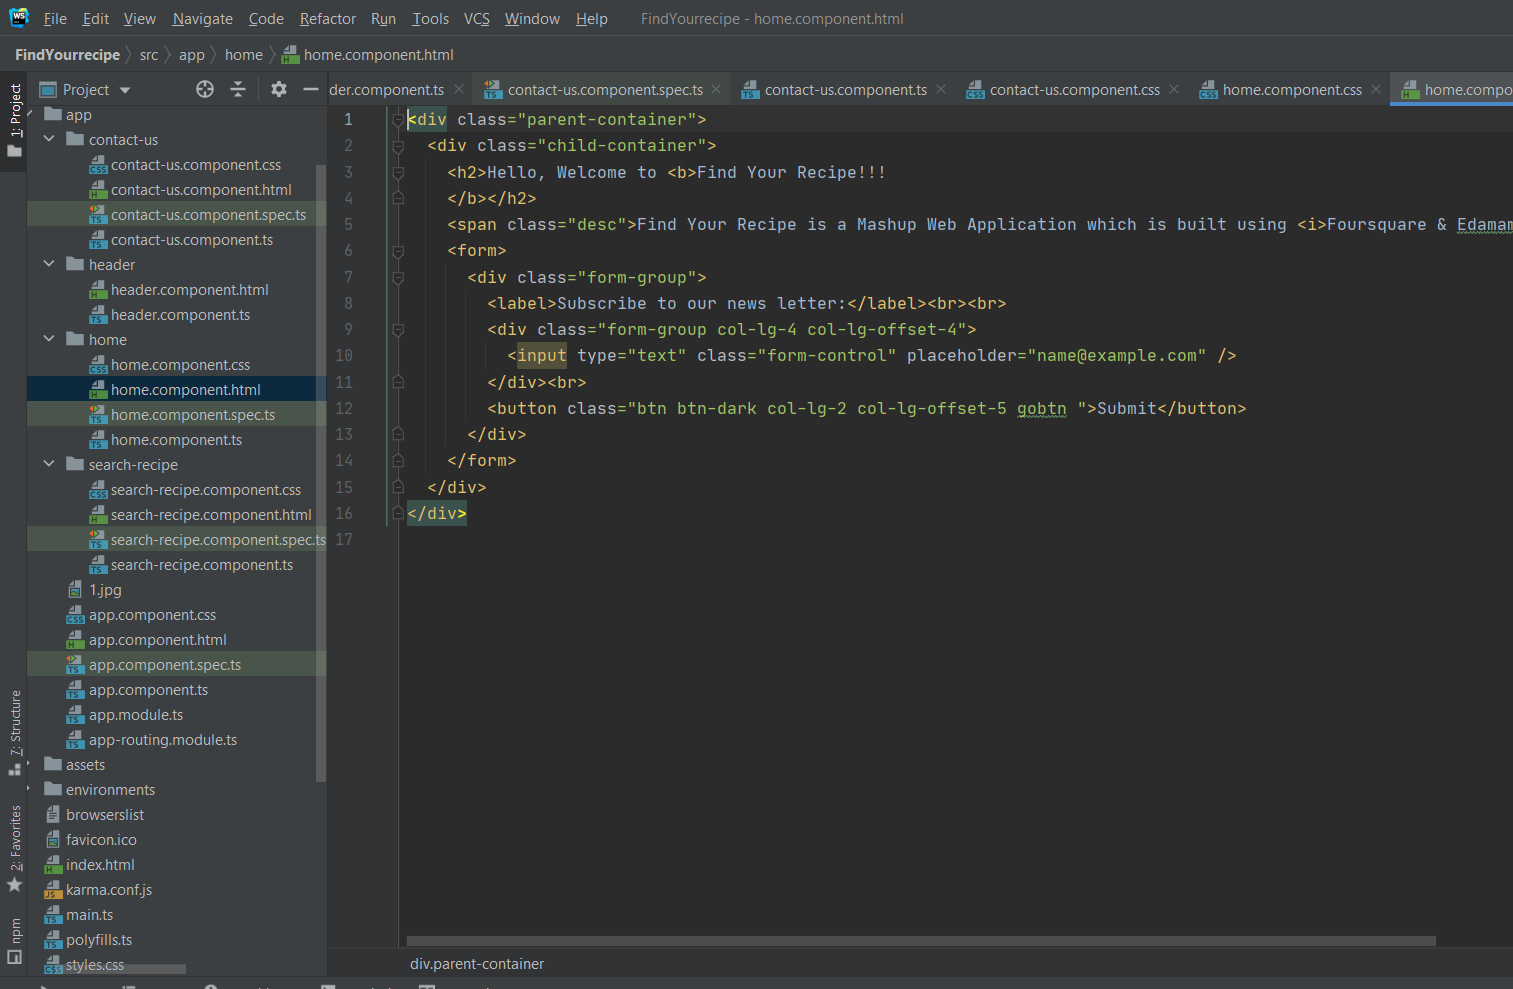 WS File Edit View Navigate Code Refactor Run Tools VCS Window Help FindYourrecipe - home.component.html
FindYourrecipe src app home home.component.html
Project
der.component.ts contact-us.component.spec.ts contact-us.component.ts contact-us.component.css home.component.css home.compo
1: Project
7: Structure
2: Favorites
npm
app
contact-us
contact-us.component.css
contact-us.component.html
contact-us.component.spec.ts
contact-us.component.ts
header
header.component.html
header.component.ts
home
home.component.css
home.component.html
home.component.spec.ts
home.component.ts
search-recipe
search-recipe.component.css
search-recipe.component.html
search-recipe.component.spec.ts
search-recipe.component.ts
1.jpg
app.component.css
app.component.html
app.component.spec.ts
app.component.ts
app.module.ts
app-routing.module.ts
assets
environments
browserslist
favicon.ico
index.html
karma.conf.js
main.ts
polyfills.ts
styles.css
1 <div class="parent-container">
2 <div class="child-container">
3 <h2>Hello, Welcome to <b>Find Your Recipe!!!
4 </b></h2>
5 <span class="desc">Find Your Recipe is a Mashup Web Application which is built using <i>Foursquare & Edamam
6 <form>
7 <div class="form-group">
8 <label>Subscribe to our news letter:</label><br><br>
9 <div class="form-group col-lg-4 col-lg-offset-4">
10 <input type="text" class="form-control" placeholder="name@example.com" />
11 </div><br>
12 <button class="btn btn-dark col-lg-2 col-lg-offset-5 gobtn ">Submit</button>
13 </div>
14 </form>
15 </div>
16 </div>
17
div.parent-container